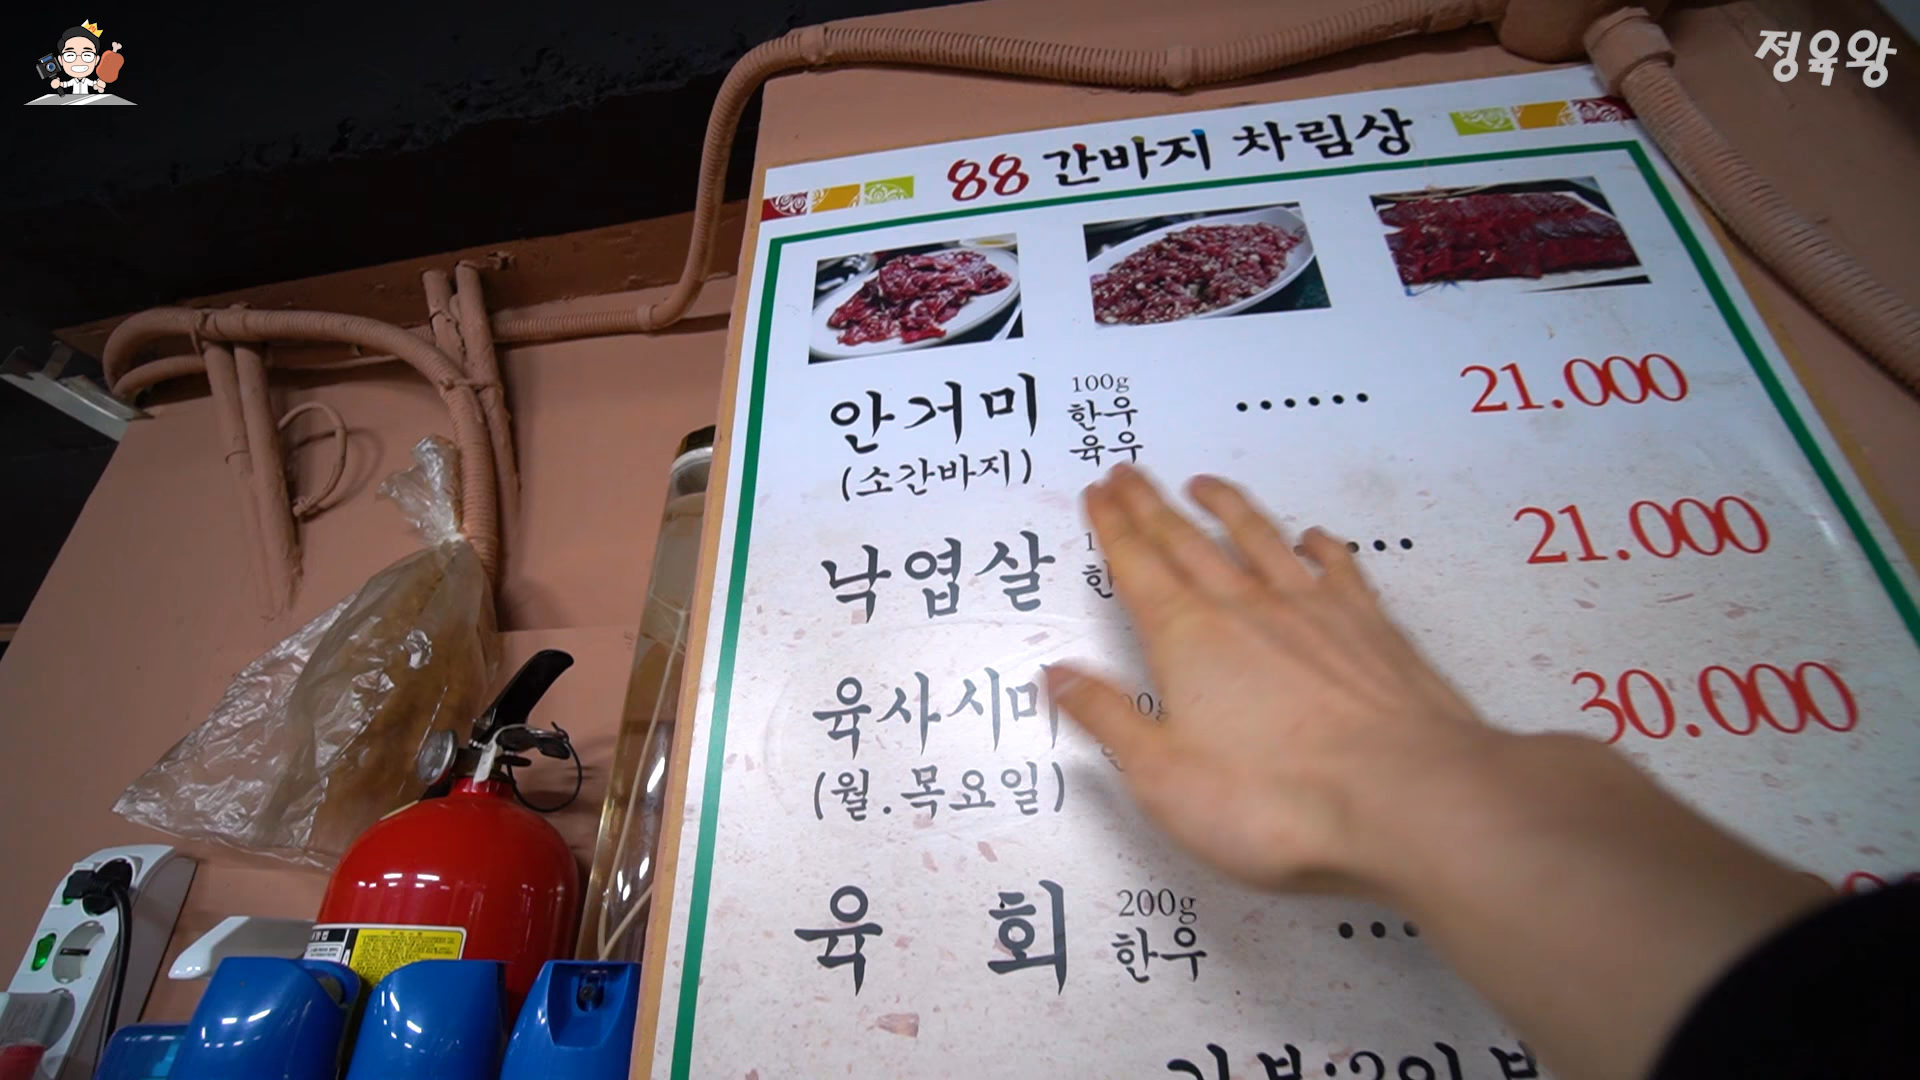 정육왕
88 간바지 차림상
안거미 100g 한우 육우 ...... 21.000
(소간바지)
낙엽살 21.000
육사시미 30.000
(월.목요일)
육 회 200g 한우